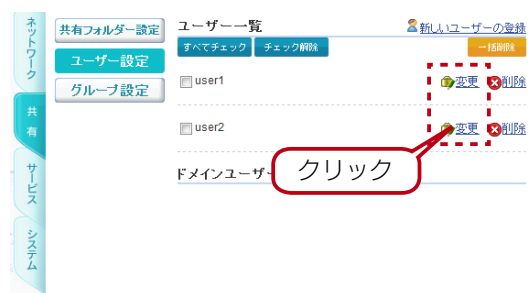 ネットワーク
共有
サービス
システム
共有フォルダー設定
ユーザー設定
グループ設定
ユーザー一覧
新しいユーザーの登録
すべてチェック チェック解除
一括削除
user1
変更 削除
user2
変更 削除
ドメインユーザー
クリック